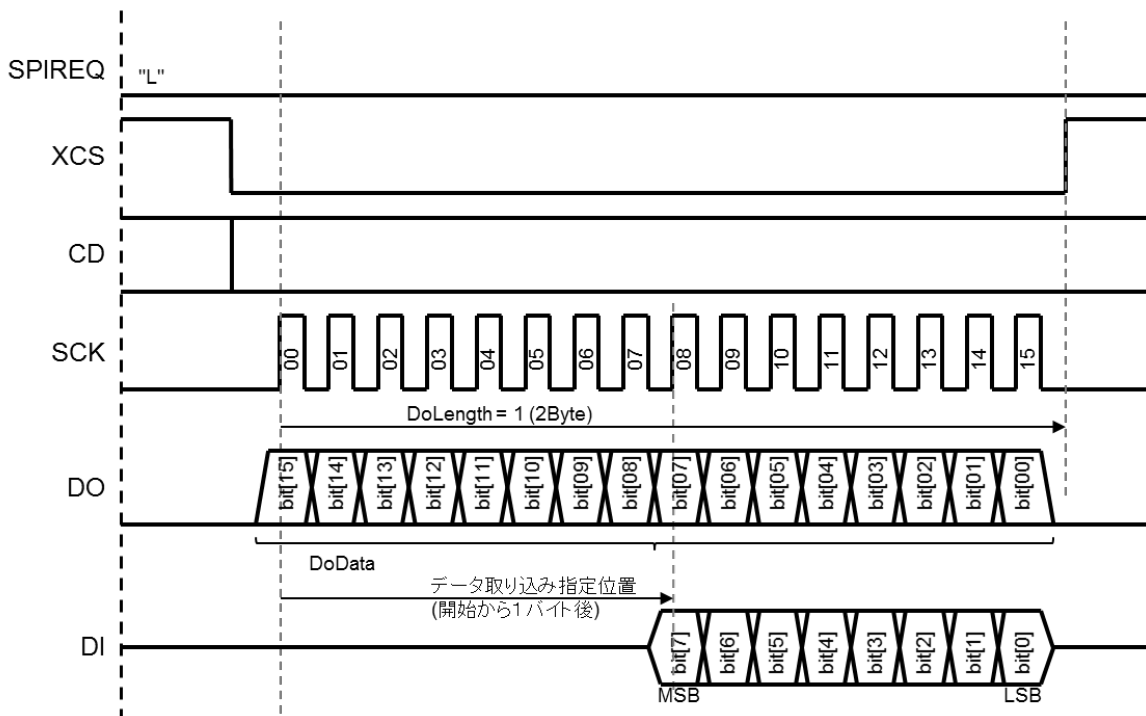 SPIREQ
"L"
XCS
CD
SCK
00 01 02 03 04 05 06 07 08 09 10 11 12 13 14 15
DoLength = 1 (2Byte)
DO
bit[15] bit[14] bit[13] bit[12] bit[11] bit[10] bit[09] bit[08] bit[07] bit[06] bit[05] bit[04] bit[03] bit[02] bit[01] bit[00]
DoData
データ取り込み指定位置
(開始から1バイト後)
DI
bit[7] bit[6] bit[5] bit[4] bit[3] bit[2] bit[1] bit[0]
MSB LSB